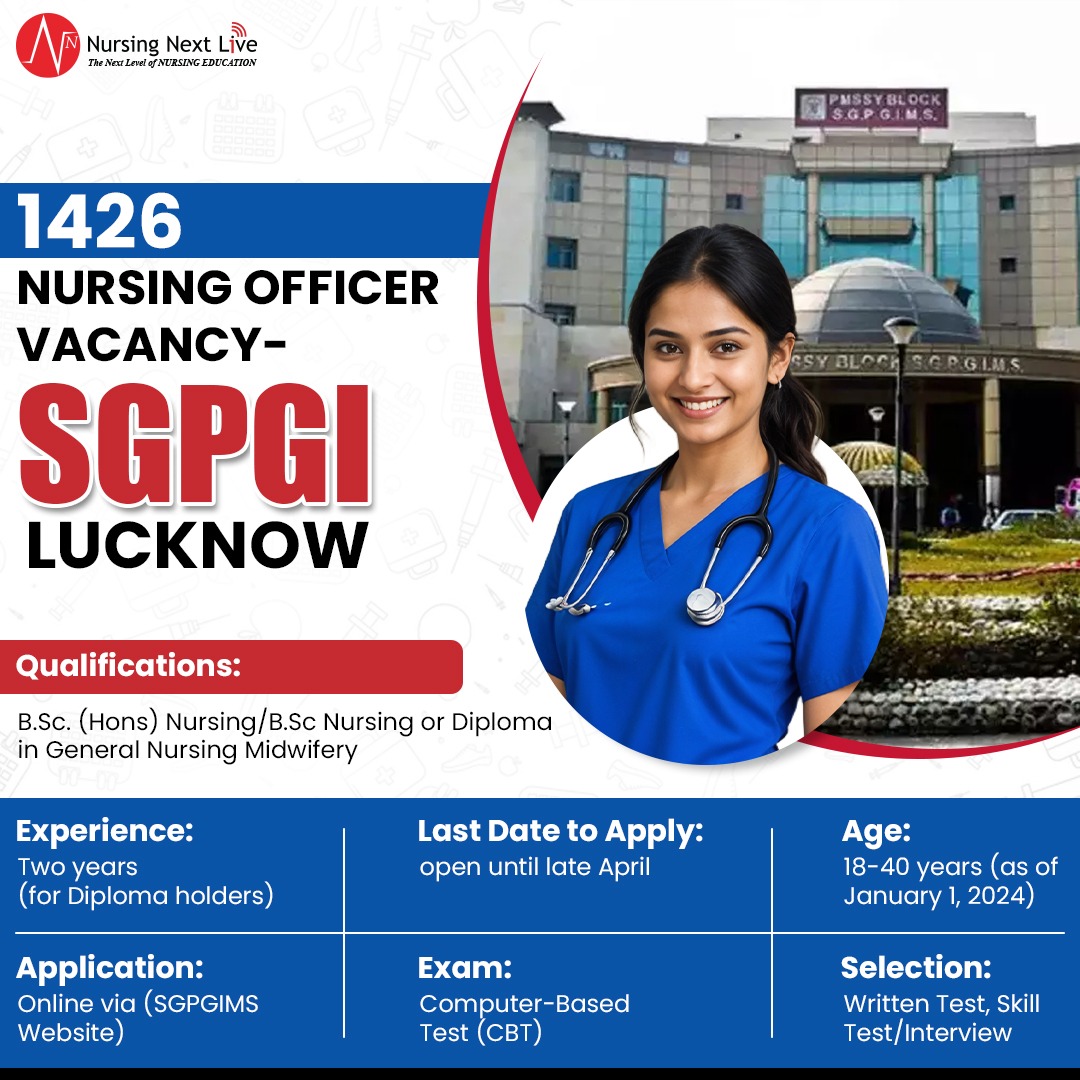 Nursing Next Live
The Next Level of NURSING EDUCATION
PMSSY BLOCK
S.G.P.G.I.M.S.
1426
NURSING OFFICER
VACANCY-
SGPGI
LUCKNOW
SSY BLOCK S.G.P.G.I.M.S.
Qualifications:
B.Sc. (Hons) Nursing/B.Sc Nursing or Diploma
in General Nursing Midwifery
Experience:
Two years
(for Diploma holders)
Last Date to Apply:
open until late April
Age:
18-40 years (as of
January 1, 2024)
Application:
Online via (SGPGIMS
Website)
Exam:
Computer-Based
Test (CBT)
Selection:
Written Test, Skill
Test/Interview